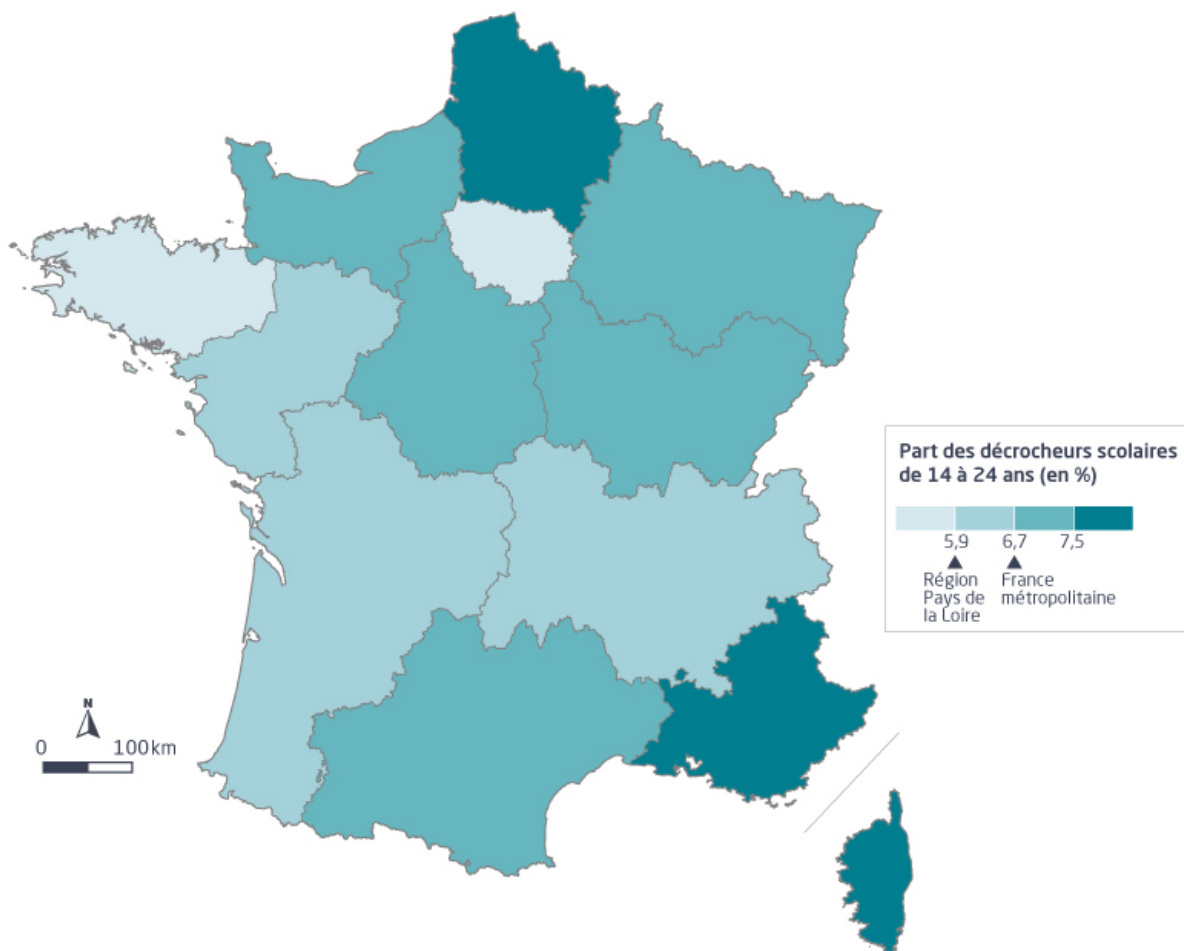 Part des décrocheurs scolaires
de 14 à 24 ans (en %)
5,9 6,7 7,5
Région France
Pays de métropolitaine
la Loire
N
0 100km